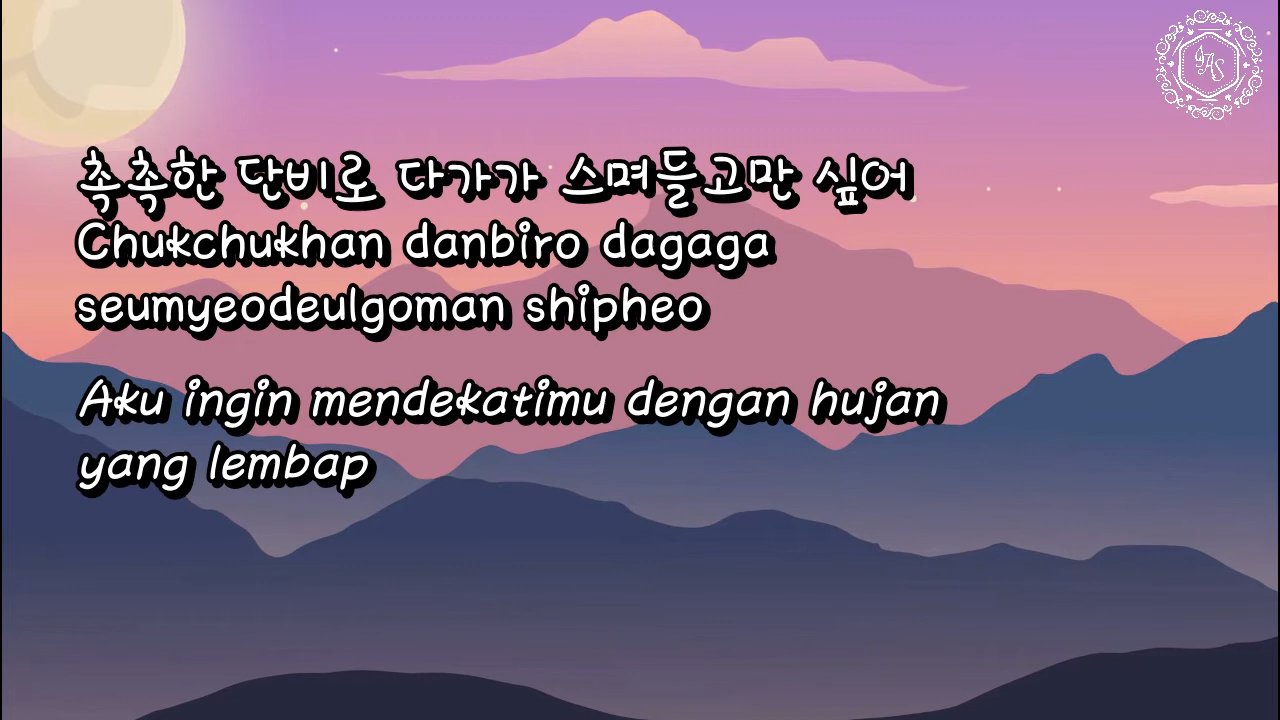 촉촉한 단비로 다가가 스며들고만 싶어
Chukchukhan danbiro dagaga
seumyeodeulgoman shipheo
Aku ingin mendekatimu dengan hujan
yang lembap
IAS